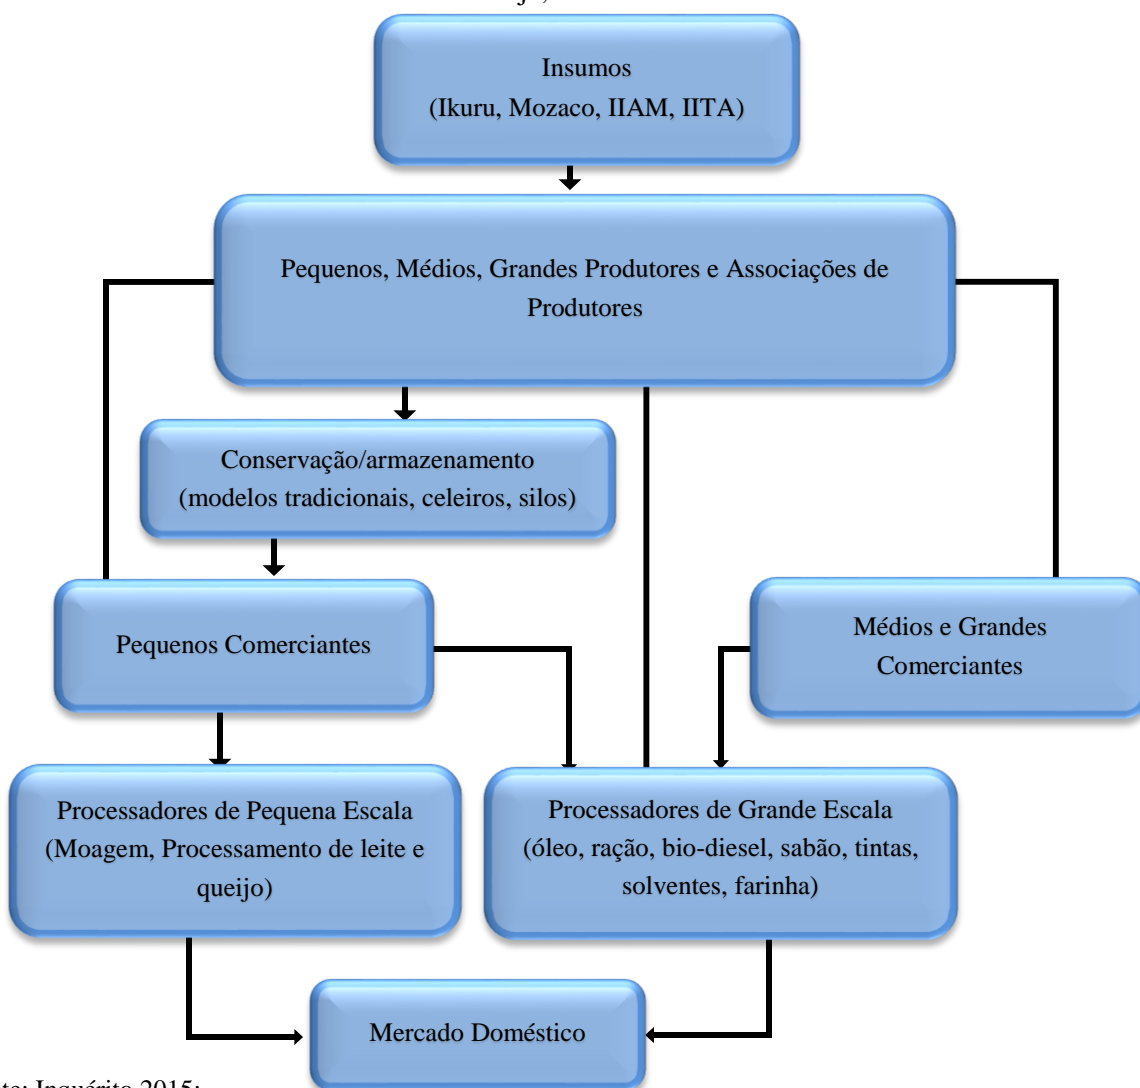 Insumos
(Ikuru, Mozaco, IIAM, IITA)
Pequenos, Médios, Grandes Produtores e Associações de
Produtores
Conservação/armazenamento
(modelos tradicionais, celeiros, silos)
Pequenos Comerciantes
Médios e Grandes
Comerciantes
Processadores de Pequena Escala
(Moagem, Processamento de leite e
queijo)
Processadores de Grande Escala
(óleo, ração, bio-diesel, sabão, tintas,
solventes, farinha)
Mercado Doméstico
Inquérito 2015;